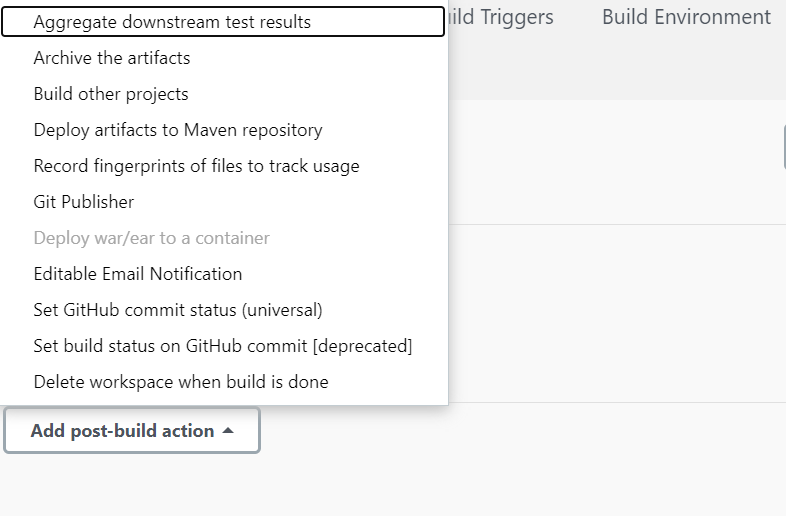 Aggregate downstream test results
ild Triggers
Build Environment
Archive the artifacts
Build other projects
Deploy artifacts to Maven repository
Record fingerprints of files to track usage
Git Publisher
Deploy war/ear to a container
Editable Email Notification
Set GitHub commit status (universal)
Set build status on GitHub commit [deprecated]
Delete workspace when build is done
Add post-build action